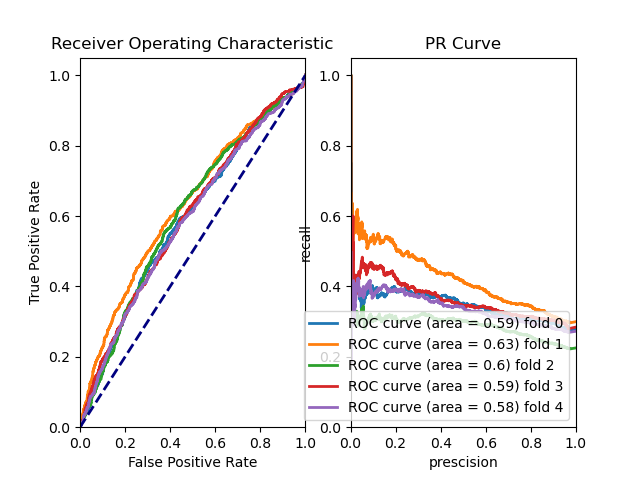 Receiver Operating Characteristic
PR Curve
1.0
0.8
0.6
0.4
0.2
0.0
True Positive Rate
0.0 0.2 0.4 0.6 0.8 1.0
False Positive Rate
1.0
0.8
0.6
0.4
0.2
0.0
recall
0.0 0.2 0.4 0.6 0.8 1.0
prescision
ROC curve (area = 0.59) fold 0
ROC curve (area = 0.63) fold 1
ROC curve (area = 0.6) fold 2
ROC curve (area = 0.59) fold 3
ROC curve (area = 0.58) fold 4